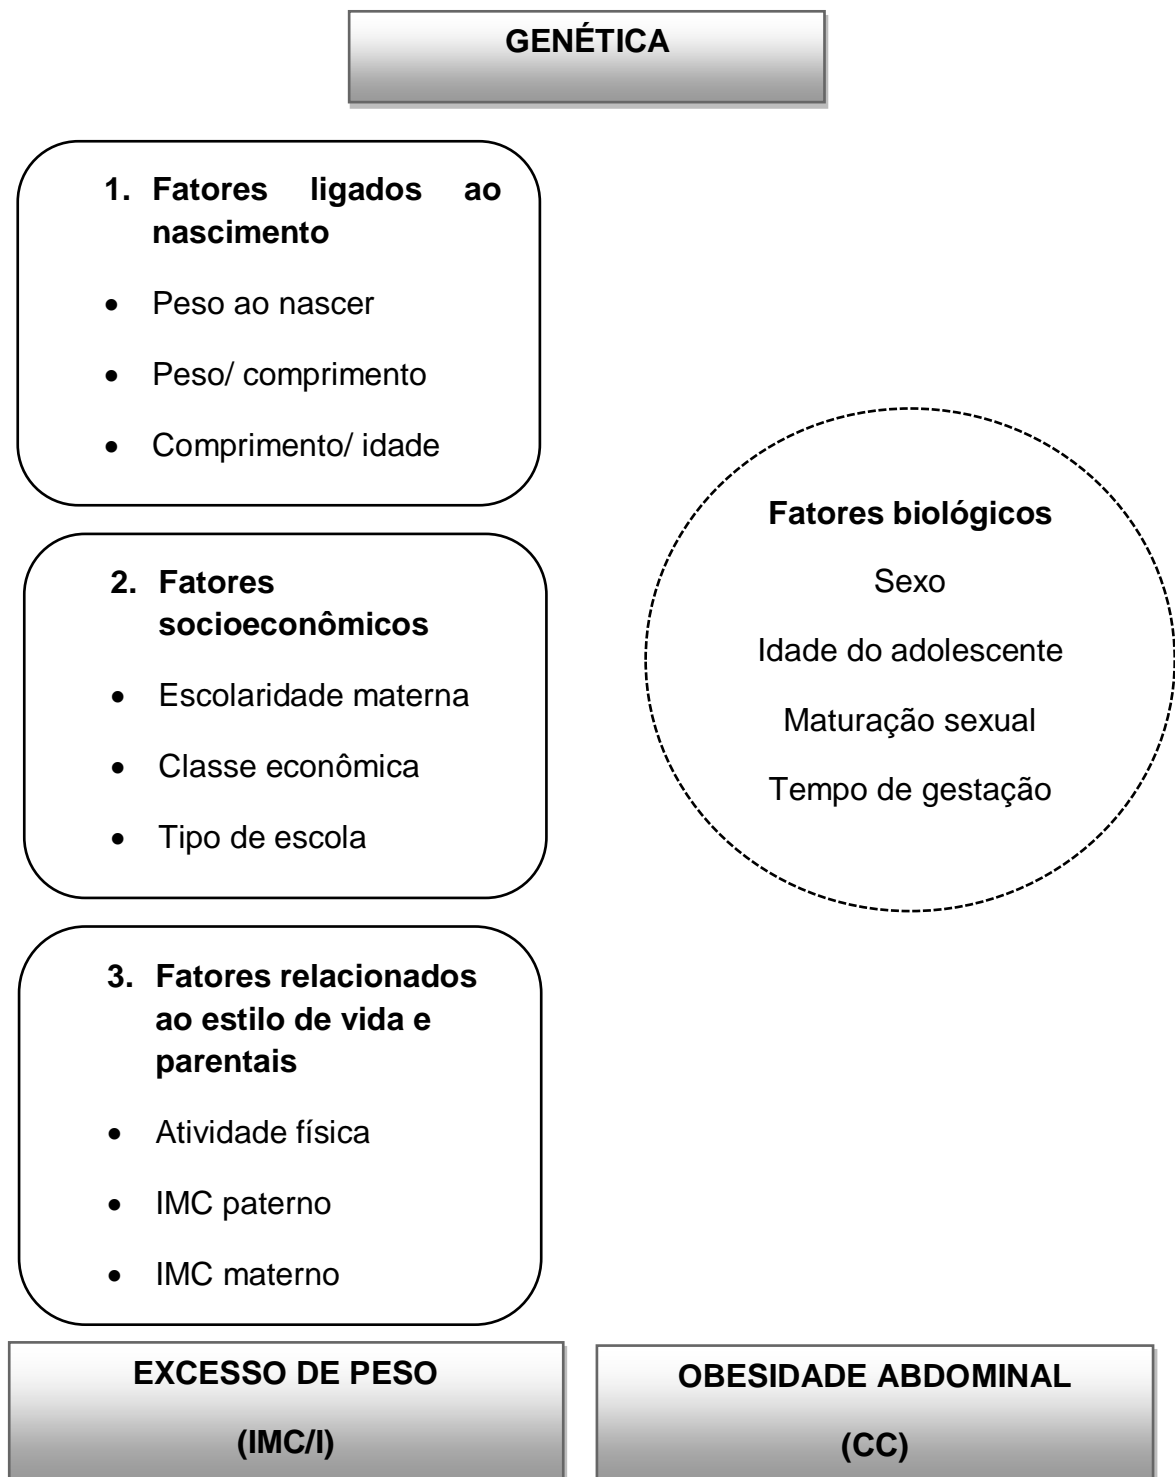 GENÉTICA
1. Fatores ligados ao
nascimento
• Peso ao nascer
• Peso/ comprimento
• Comprimento/ idade
2. Fatores
socioeconômicos
• Escolaridade materna
• Classe econômica
• Tipo de escola
3. Fatores relacionados
ao estilo de vida e
parentais
• Atividade física
• IMC paterno
• IMC materno
Fatores biológicos
Sexo
Idade do adolescente
Maturação sexual
Tempo de gestação
EXCESSO DE PESO
(IMC/I)
OBESIDADE ABDOMINAL
(CC)